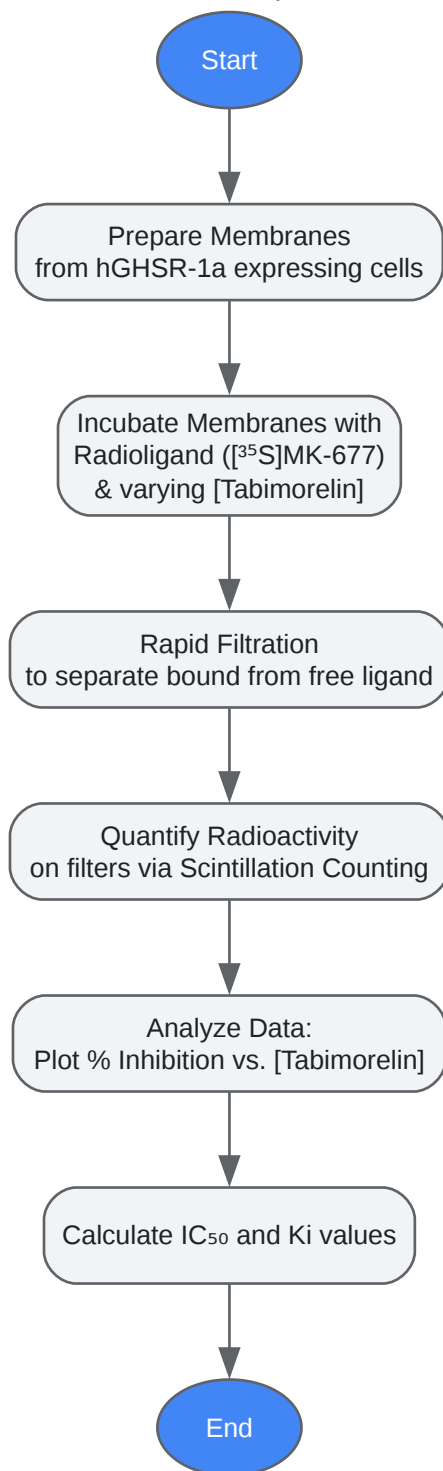 Start
Prepare Membranes
from hGHSR-1a expressing cells
Incubate Membranes with
Radioligand ([³⁵S]MK-677)
& varying [Tabimorelin]
Rapid Filtration
to separate bound from free ligand
Quantify Radioactivity
on filters via Scintillation Counting
Analyze Data:
Plot % Inhibition vs. [Tabimorelin]
Calculate IC₅₀ and Ki values
End